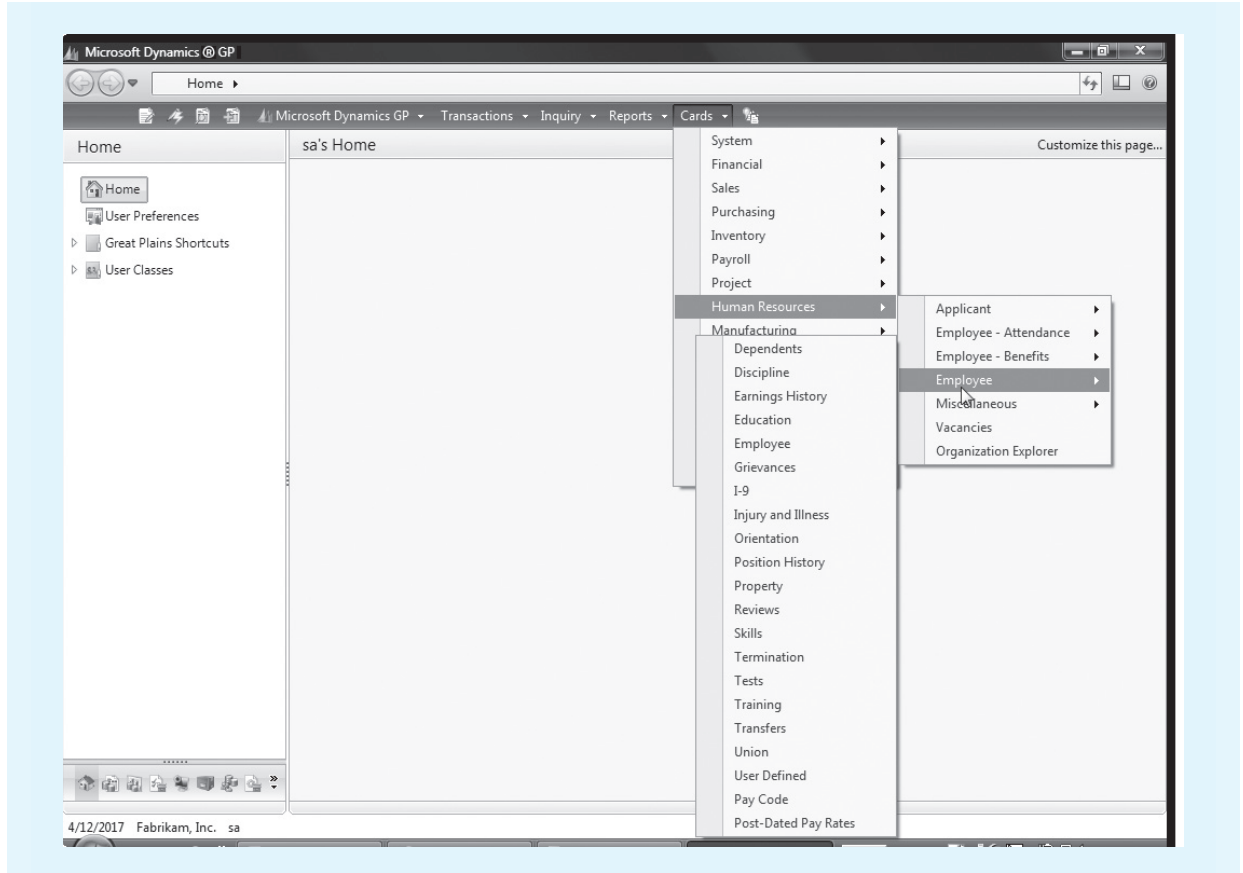 Microsoft Dynamics ® GP
Home
Microsoft Dynamics GP Transactions Inquiry Reports Cards
Home
sa's Home
Customize this page...
Home
User Preferences
Great Plains Shortcuts
User Classes
System
Financial
Sales
Purchasing
Inventory
Payroll
Project
Human Resources
Manufacturing
Applicant
Employee - Attendance
Employee - Benefits
Employee
Miscellaneous
Vacancies
Organization Explorer
Dependents
Discipline
Earnings History
Education
Employee
Grievances
I-9
Injury and Illness
Orientation
Position History
Property
Reviews
Skills
Termination
Tests
Training
Transfers
Union
User Defined
Pay Code
Post-Dated Pay Rates
4/12/2017 Fabrikam, Inc. sa